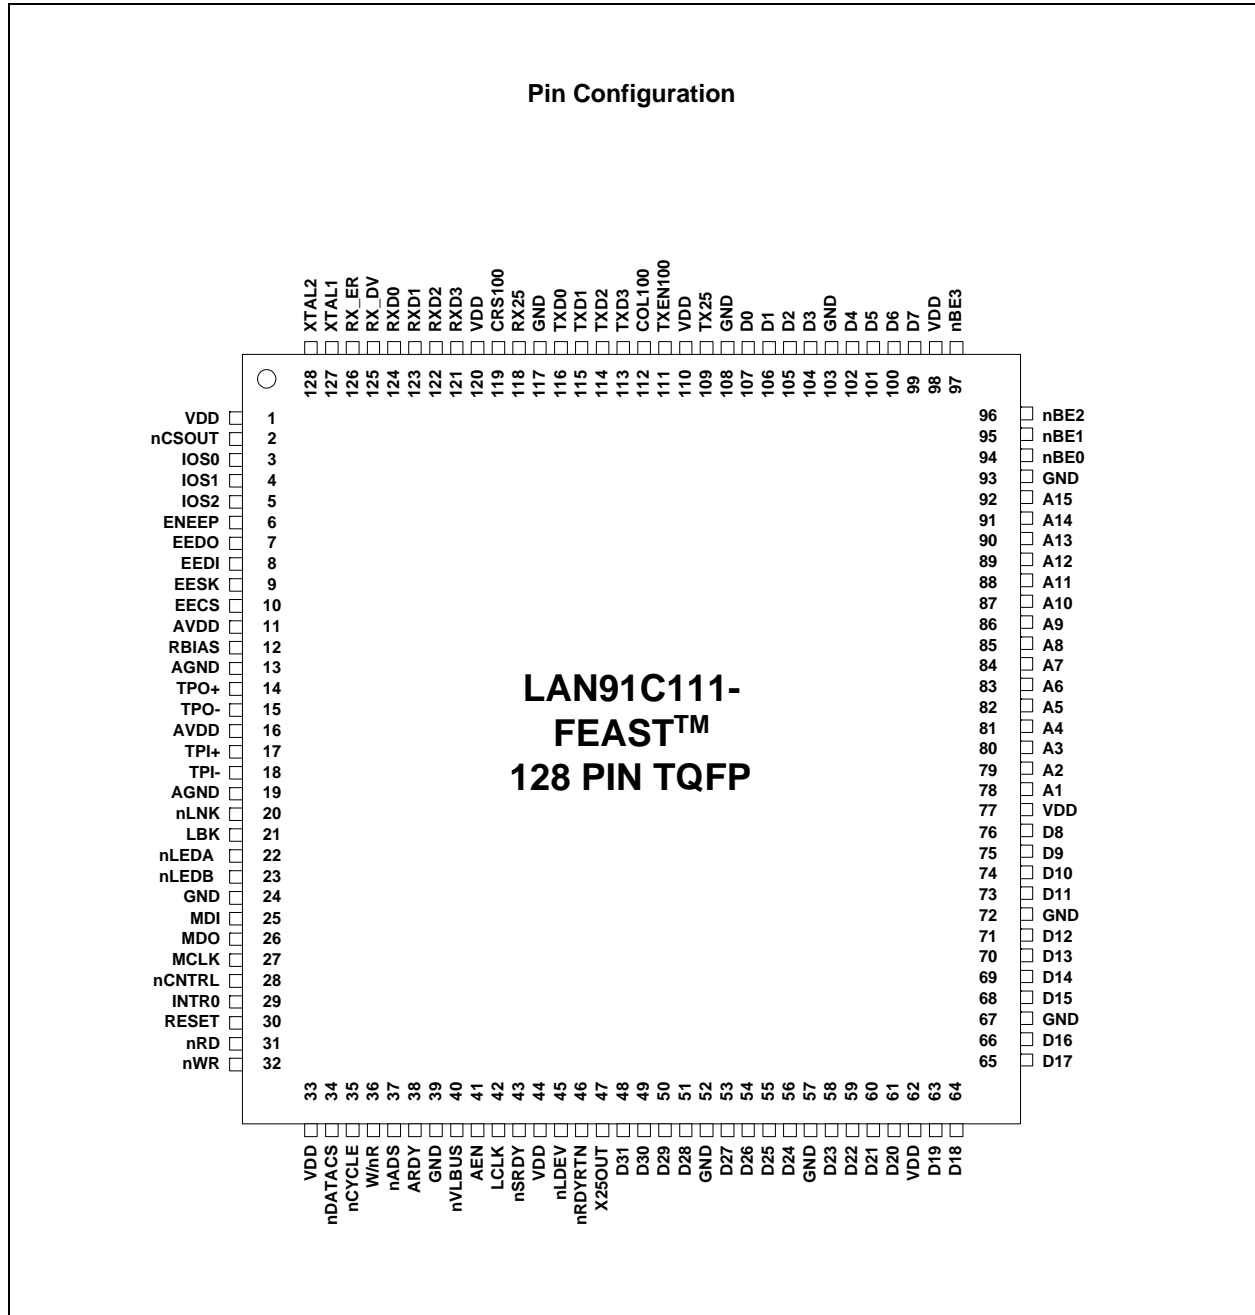 Pin Configuration
XTAL2 XTAL1 RX_ER RX_DV RXD0 RXD1 RXD2 RXD3 VDD CRS100 RX25 GND TXD0 TXD1 TXD2 TXD3 COL100 TXEN100 VDD TX25 GND D0 D1 D2 D3 GND D4 D5 D6 D7 VDD nBE3
128 127 126 125 124 123 122 121 120 119 118 117 116 115 114 113 112 111 110 109 108 107 106 105 104 103 102 101 100 99 98 97
VDD 1
nCSOUT 2
IOS0 3
IOS1 4
IOS2 5
ENEEP 6
EEDO 7
EEDI 8
EESK 9
EECS 10
AVDD 11
RBIAS 12
AGND 13
TPO+ 14
TPO- 15
AVDD 16
TPI+ 17
TPI- 18
AGND 19
nLNK 20
LBK 21
nLEDA 22
nLEDB 23
GND 24
MDI 25
MDO 26
MCLK 27
nCNTRL 28
INTR0 29
RESET 30
nRD 31
nWR 32
LAN91C111-
FEAST™
128 PIN TQFP
96 nBE2
95 nBE1
94 nBE0
93 GND
92 A15
91 A14
90 A13
89 A12
88 A11
87 A10
86 A9
85 A8
84 A7
83 A6
82 A5
81 A4
80 A3
79 A2
78 A1
77 VDD
76 D8
75 D9
74 D10
73 D11
72 GND
71 D12
70 D13
69 D14
68 D15
67 GND
66 D16
65 D17
33 34 35 36 37 38 39 40 41 42 43 44 45 46 47 48 49 50 51 52 53 54 55 56 57 58 59 60 61 62 63 64
VDD nDATACS nCYCLE W/nR nADS ARDY GND nVLBUS AEN LCLK nSRDY VDD nLDEV nRDYRTN X25OUT D31 D30 D29 D28 GND D27 D26 D25 D24 GND D23 D22 D21 D20 VDD D19 D18